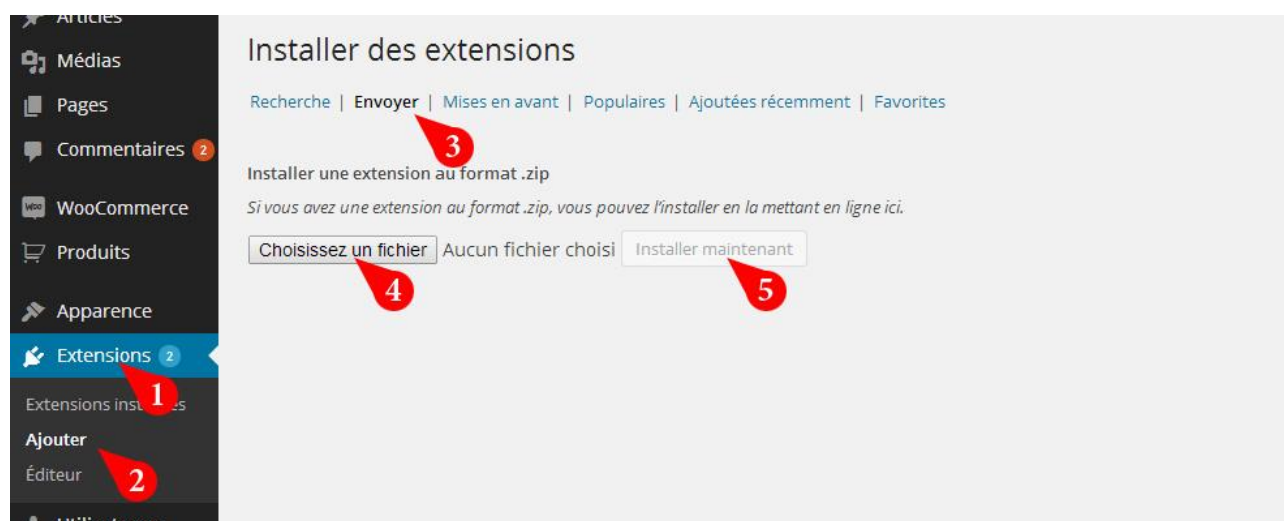 Articles
Médias
Pages
Commentaires 2
WooCommerce
Produits
Apparence
Extensions 2
1
Extensions
Ajouter
2
Éditeur
Installer des extensions
Recherche | Envoyer | Mises en avant | Populaires | Ajoutées récemment | Favorites
3
Installer une extension au format .zip
Si vous avez une extension au format .zip, vous pouvez l'installer en la mettant en ligne ici.
Choisissez un fichier Aucun fichier choisi Installer maintenant
4
5